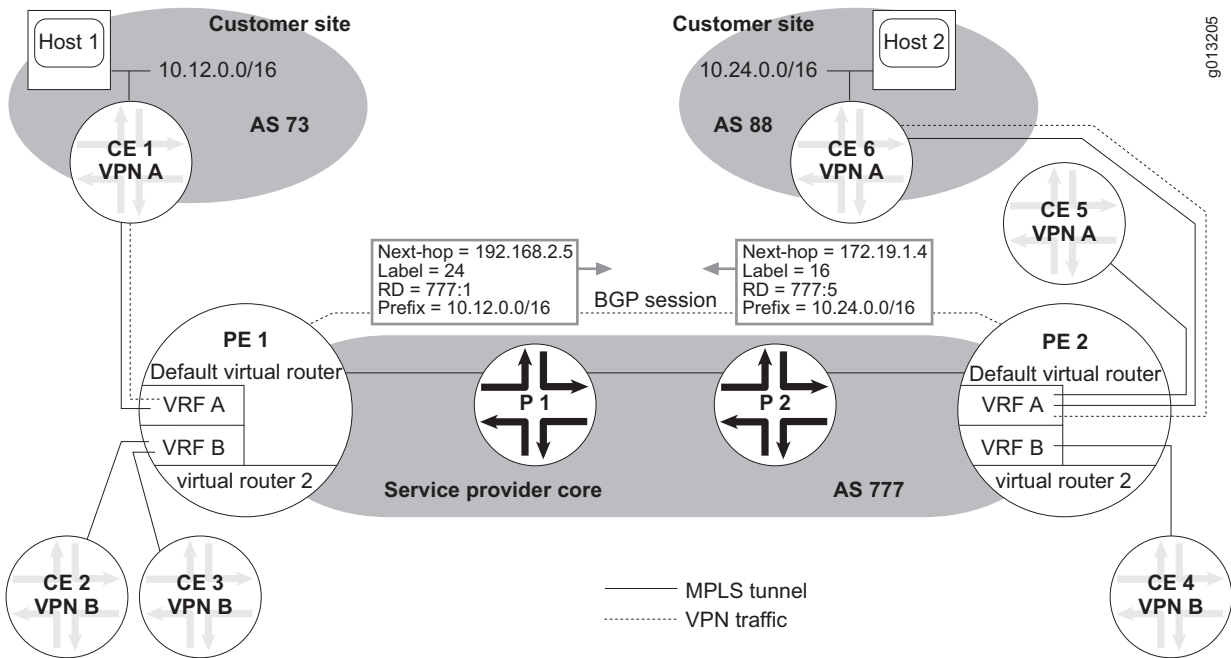 Customer site
Host 1
10.12.0.0/16
AS 73
CE 1
VPN A
Customer site
Host 2
10.24.0.0/16
AS 88
CE 6
VPN A
g013205
CE 5
VPN A
Next-hop = 192.168.2.5
Label = 24
RD = 777:1
Prefix = 10.12.0.0/16
BGP session
Next-hop = 172.19.1.4
Label = 16
RD = 777:5
Prefix = 10.24.0.0/16
PE 1
Default virtual router
VRF A
VRF B
virtual router 2
P 1
P 2
Service provider core
AS 777
PE 2
Default virtual router
VRF A
VRF B
virtual router 2
CE 2
VPN B
CE 3
VPN B
MPLS tunnel
VPN traffic
CE 4
VPN B